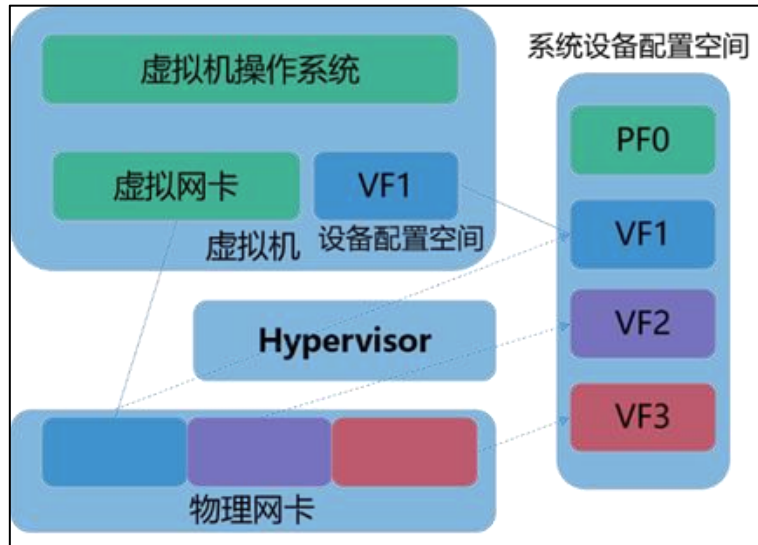 虚拟机操作系统
虚拟网卡
VF1
虚拟机
设备配置空间
Hypervisor
物理网卡
系统设备配置空间
PF0
VF1
VF2
VF3